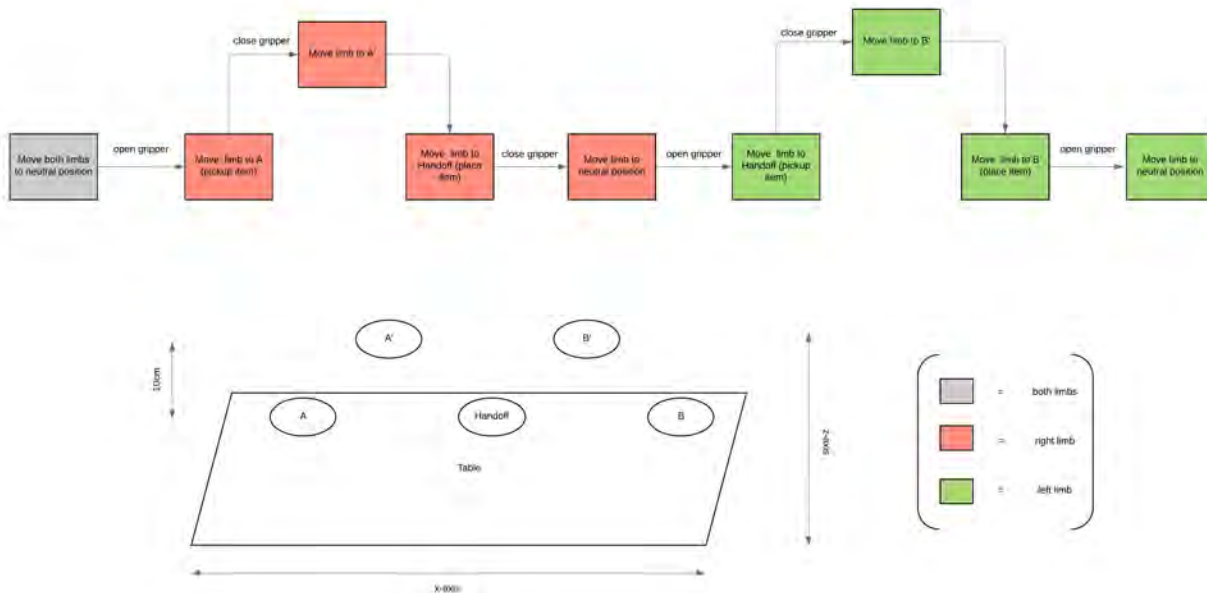 close gripper
Move limb to A'
close gripper
Move limb to B'
Move both limbs
to neutral position
open gripper
Move limb to A
(pickup item)
Move limb to
Handoff (place
item)
close gripper
Move limb to
neutral position
open gripper
Move limb to
Handoff (pickup
item)
Move limb to B
(place item)
open gripper
Move limb to
neutral position
A'
B'
10cm
A
Handoff
B
Table
z-axis
x-axis
= both limbs
= right limb
= left limb